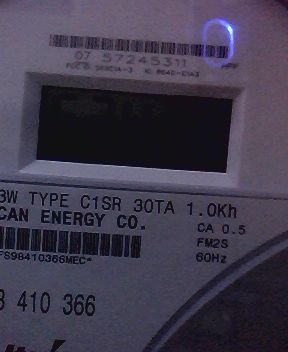 07 57245311
3W TYPE C1SR 30TA 1.0Kh
CAN ENERGY CO.
CA 0.5
FM2S
60Hz
FS98410366MEC*
8 410 366